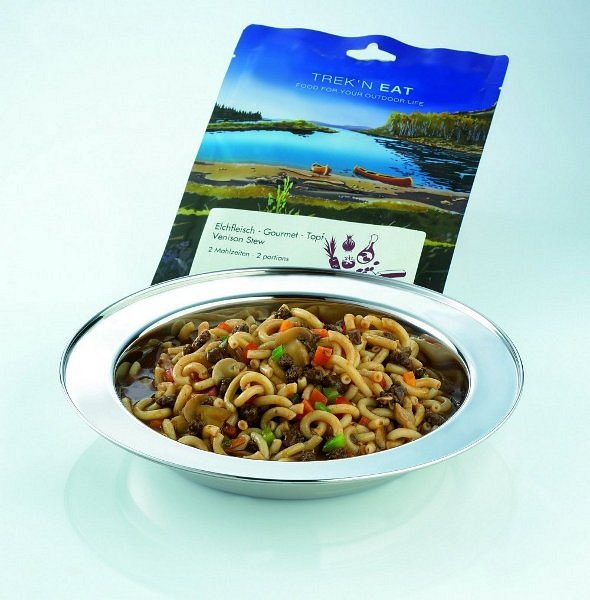 TREK'N EAT
FOOD FOR YOUR OUTDOOR LIFE
Elchfleisch - Gourmet - Topf
Venison Stew
2 Mahlzeiten · 2 portions